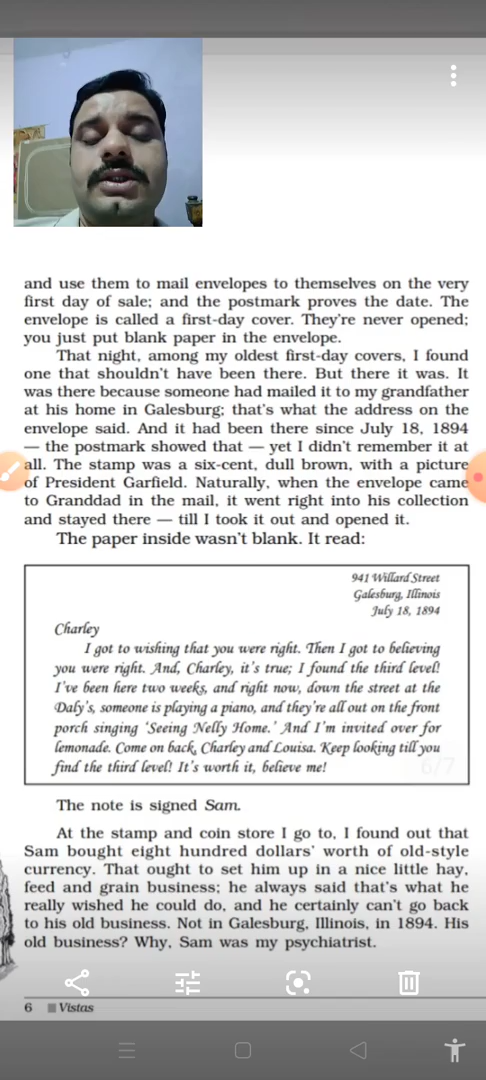 and use them to mail envelopes to themselves on the very
first day of sale; and the postmark proves the date. The
envelope is called a first-day cover. They're never opened;
you just put blank paper in the envelope.
That night, among my oldest first-day covers, I found
one that shouldn't have been there. But there it was. It
was there because someone had mailed it to my grandfather
at his home in Galesburg; that's what the address on the
envelope said. And it had been there since July 18, 1894
— the postmark showed that — yet I didn't remember it at
all. The stamp was a six-cent, dull brown, with a picture
of President Garfield. Naturally, when the envelope came
to Granddad in the mail, it went right into his collection
and stayed there — till I took it out and opened it.
The paper inside wasn't blank. It read:
941 Willard Street
Galesburg, Illinois
July 18, 1894
Charley
I got to wishing that you were right. Then I got to believing
you were right. And, Charley, it's true; I found the third level!
I've been here two weeks, and right now, down the street at the
Daly's, someone is playing a piano, and they're all out on the front
porch singing 'Seeing Nelly Home.' And I'm invited over for
lemonade. Come on back, Charley and Louisa. Keep looking till you
find the third level! It's worth it, believe me!
6/7
The note is signed Sam.
At the stamp and coin store I go to, I found out that
Sam bought eight hundred dollars' worth of old-style
currency. That ought to set him up in a nice little hay,
feed and grain business; he always said that's what he
really wished he could do, and he certainly can't go back
to his old business. Not in Galesburg, Illinois, in 1894. His
old business? Why, Sam was my psychiatrist.
6 Vistas